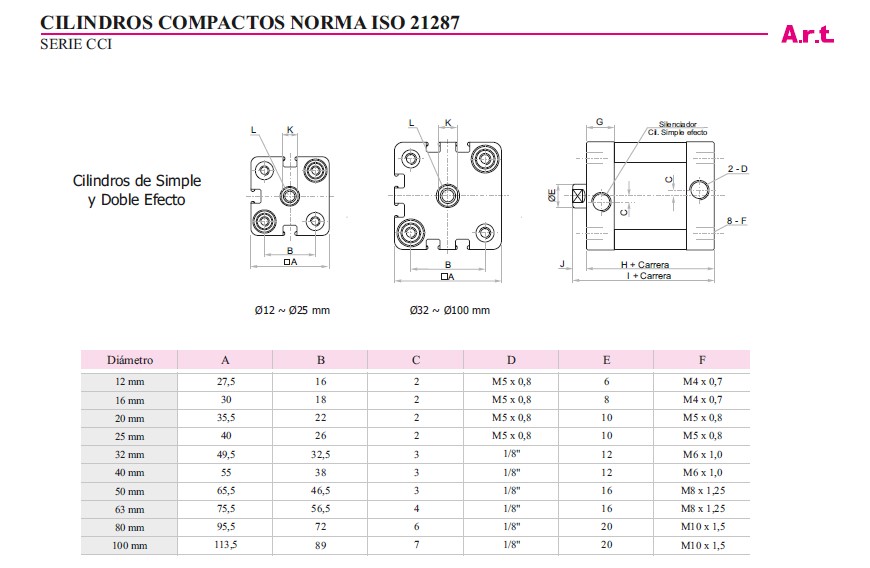 CILINDROS COMPACTOS NORMA ISO 21287
SERIE CCI
A.r.t.
Cilindros de Simple
y Doble Efecto
L K
B
A
Ø12 ~ Ø25 mm
L K
B
A
Ø32 ~ Ø100 mm
G
Silenciador
Cil. Simple efecto
2 - D
C
ØE
C
8 - F
J
H + Carrera
I + Carrera
Diámetro A B C D E F
12 mm 27,5 16 2 M5 x 0,8 6 M4 x 0,7
16 mm 30 18 2 M5 x 0,8 8 M4 x 0,7
20 mm 35,5 22 2 M5 x 0,8 10 M5 x 0,8
25 mm 40 26 2 M5 x 0,8 10 M5 x 0,8
32 mm 49,5 32,5 3 1/8" 12 M6 x 1,0
40 mm 55 38 3 1/8" 12 M6 x 1,0
50 mm 65,5 46,5 3 1/8" 16 M8 x 1,25
63 mm 75,5 56,5 4 1/8" 16 M8 x 1,25
80 mm 95,5 72 6 1/8" 20 M10 x 1,5
100 mm 113,5 89 7 1/8" 20 M10 x 1,5